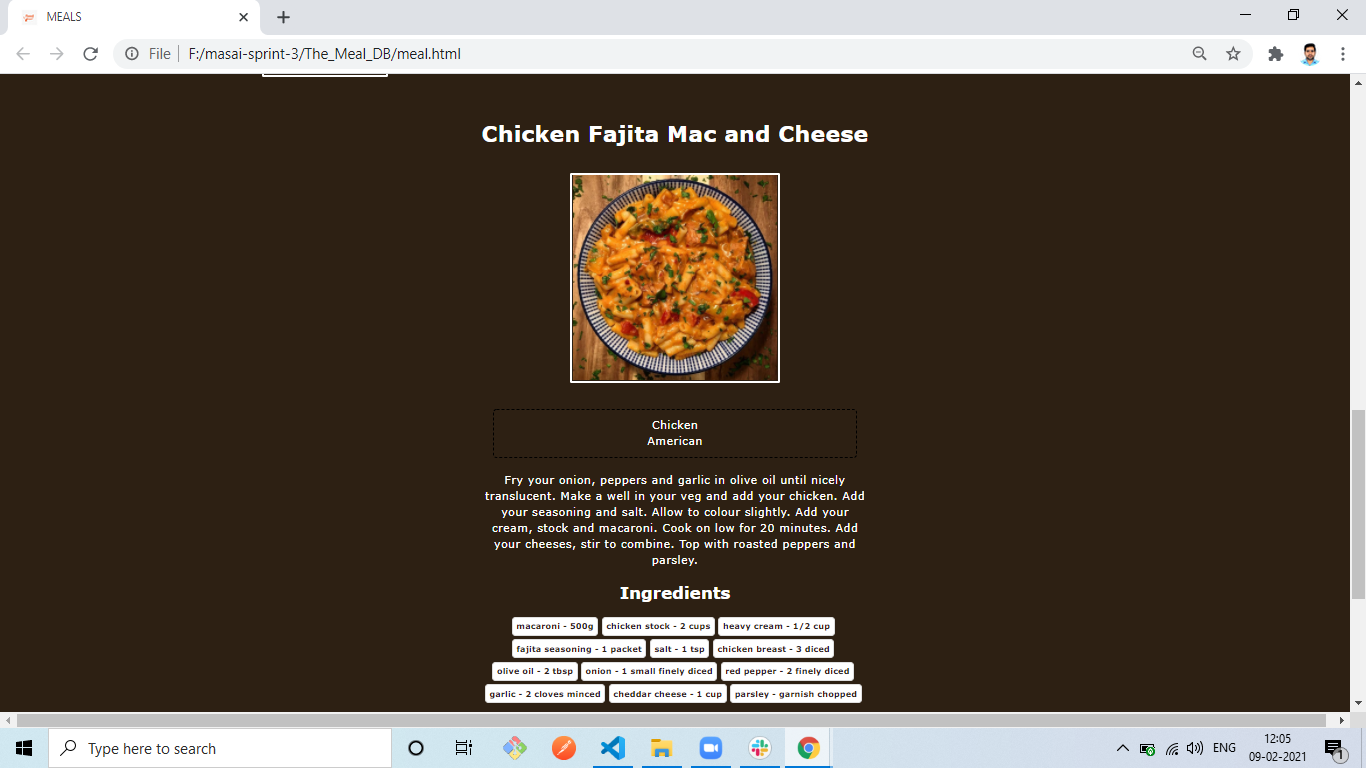 MEALS
File
F:/masai-sprint-3/The_Meal_DB/meal.html
Chicken Fajita Mac and Cheese
Chicken
American
Fry your onion, peppers and garlic in olive oil until nicely
translucent. Make a well in your veg and add your chicken. Add
your seasoning and salt. Allow to colour slightly. Add your
cream, stock and macaroni. Cook on low for 20 minutes. Add
your cheeses, stir to combine. Top with roasted peppers and
parsley.
Ingredients
macaroni - 500g chicken stock - 2 cups heavy cream - 1/2 cup
fajita seasoning - 1 packet salt - 1 tsp chicken breast - 3 diced
olive oil - 2 tbsp onion - 1 small finely diced red pepper - 2 finely diced
garlic - 2 cloves minced cheddar cheese - 1 cup parsley - garnish chopped
Type here to search
ENG
12:05
09-02-2021
1